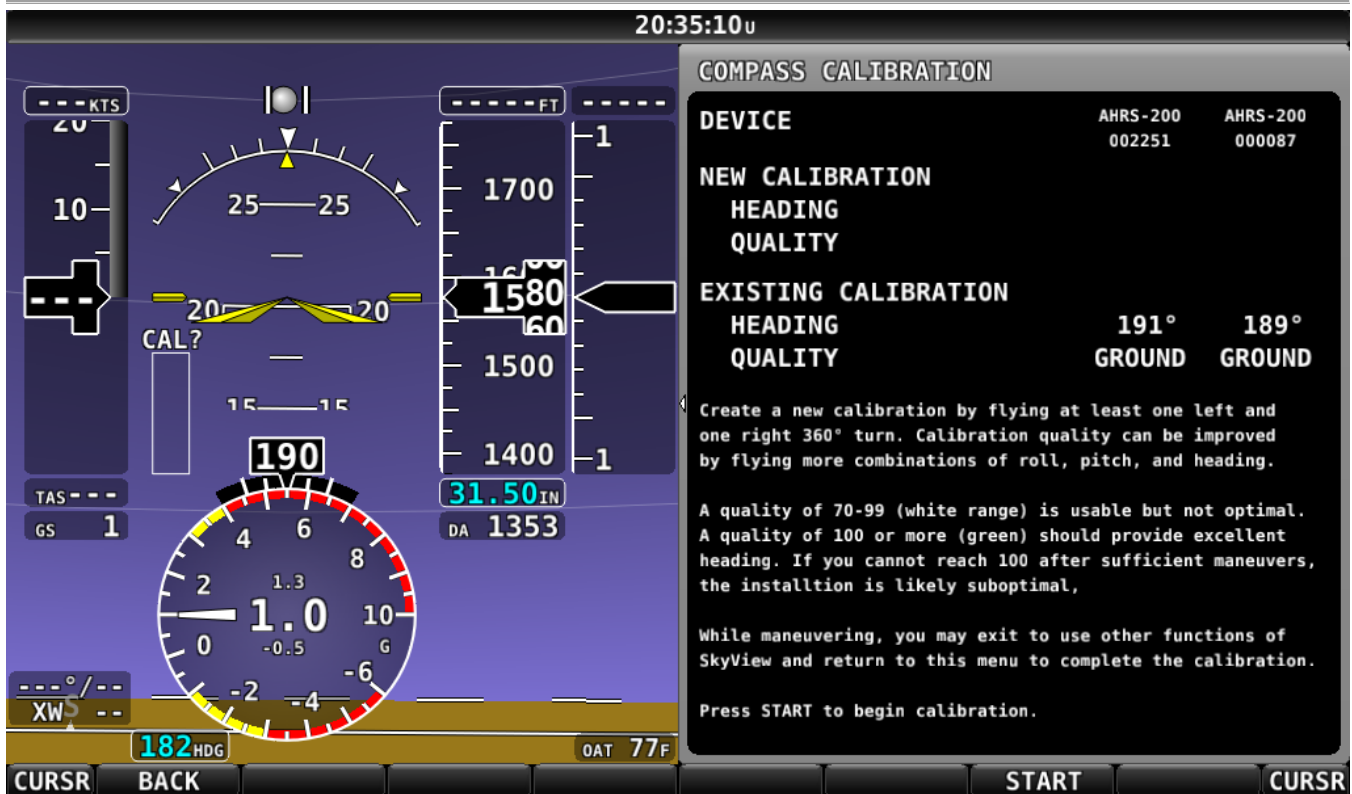 20:35:10U
COMPASS CALIBRATION
DEVICE
AHRS-200 AHRS-200
002251 000087
NEW CALIBRATION
HEADING
QUALITY
EXISTING CALIBRATION
HEADING 191° 189°
QUALITY GROUND GROUND
Create a new calibration by flying at least one left and
one right 360° turn. Calibration quality can be improved
by flying more combinations of roll, pitch, and heading.
A quality of 70-99 (white range) is usable but not optimal.
A quality of 100 or more (green) should provide excellent
heading. If you cannot reach 100 after sufficient maneuvers,
the installtion is likely suboptimal,
While maneuvering, you may exit to use other functions of
SkyView and return to this menu to complete the calibration.
Press START to begin calibration.
---KTS
20
10
---
TAS---
GS 1
25 25
20 20
CAL?
15 15
190
-----FT
1700
1580
60
1500
1400
31.50IN
DA 1353
-----
1
1
4 6
2 8
1.3
1.0 10
0 -0.5 G
-2 -4 -6
---°/--
XW --
S
182HDG
OAT 77F
CURSR BACK START CURSR